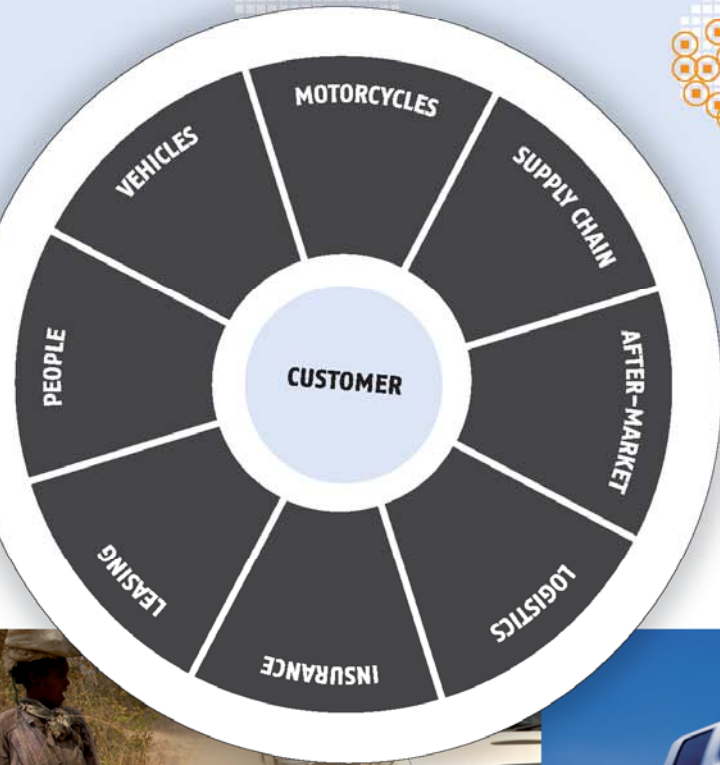 MOTORCYCLES
SUPPLY CHAIN
AFTER-MARKET
LOGISTICS
INSURANCE
LEASING
PEOPLE
VEHICLES
CUSTOMER